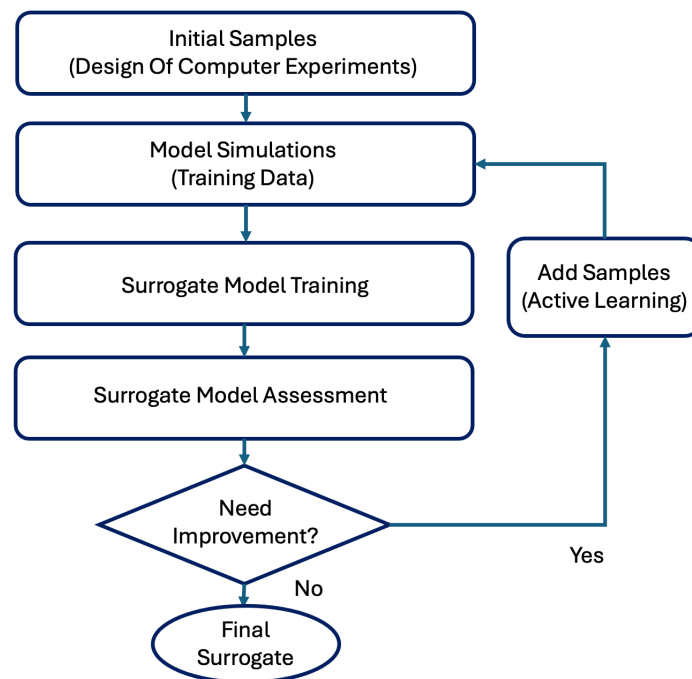 Initial Samples
(Design Of Computer Experiments)
Model Simulations
(Training Data)
Surrogate Model Training
Add Samples
(Active Learning)
Surrogate Model Assessment
Need
Improvement?
Yes
No
Final
Surrogate